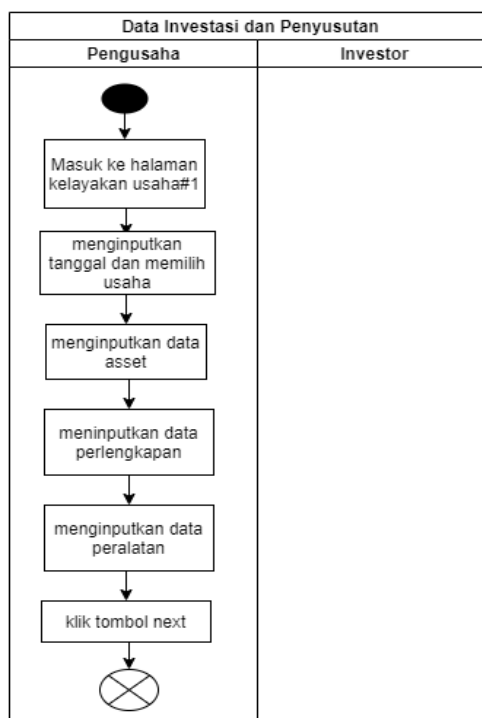 Data Investasi dan Penyusutan
Pengusaha
Investor
Masuk ke halaman
kelayakan usaha#1
menginputkan
tanggal dan memilih
usaha
menginputkan data
asset
meninputkan data
perlengkapan
menginputkan data
peralatan
klik tombol next